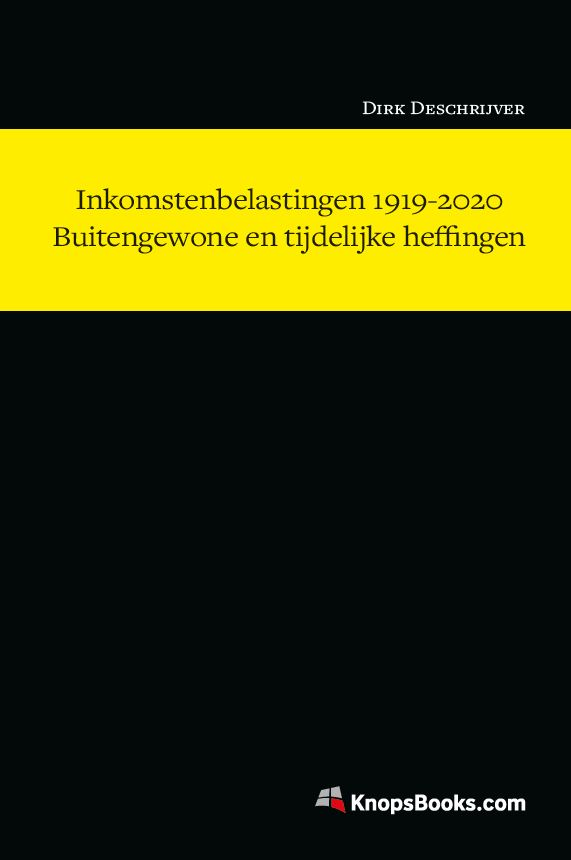 Dirk Deschrijver
Inkomstenbelastingen 1919-2020
Buitengewone en tijdelijke heffingen
KnopsBooks.com